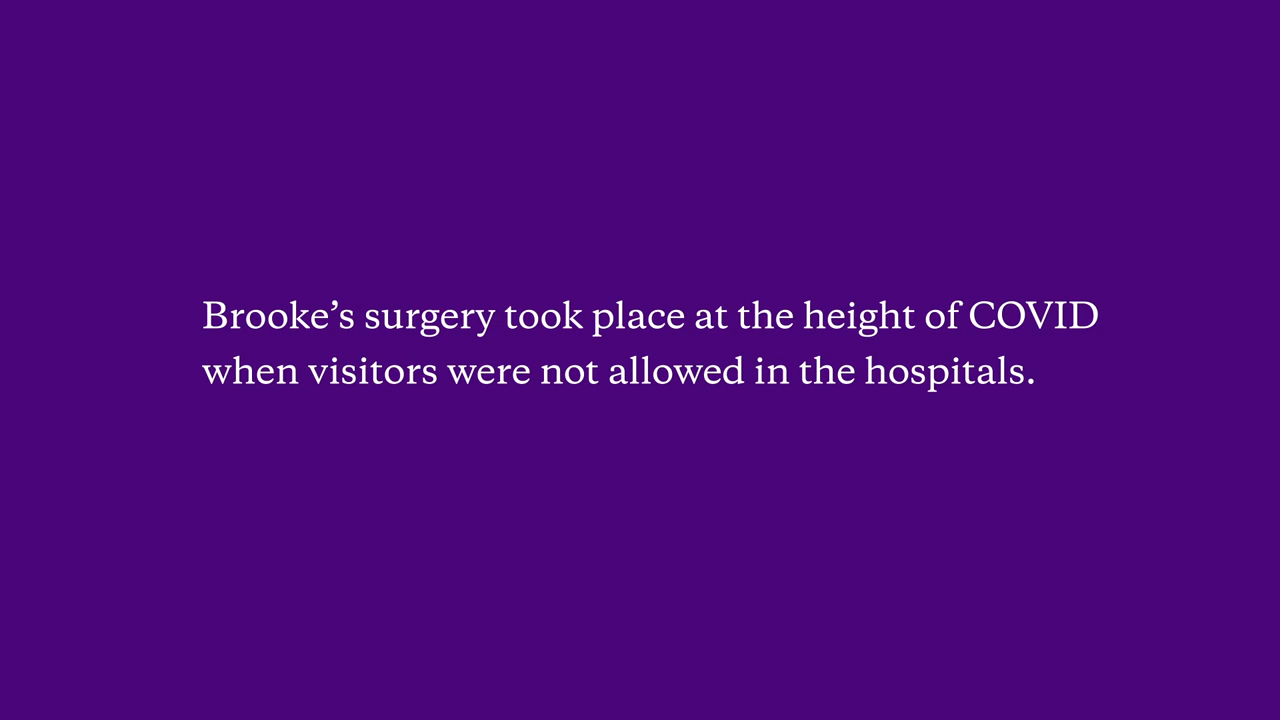 Brooke’s surgery took place at the height of COVID
when visitors were not allowed in the hospitals.